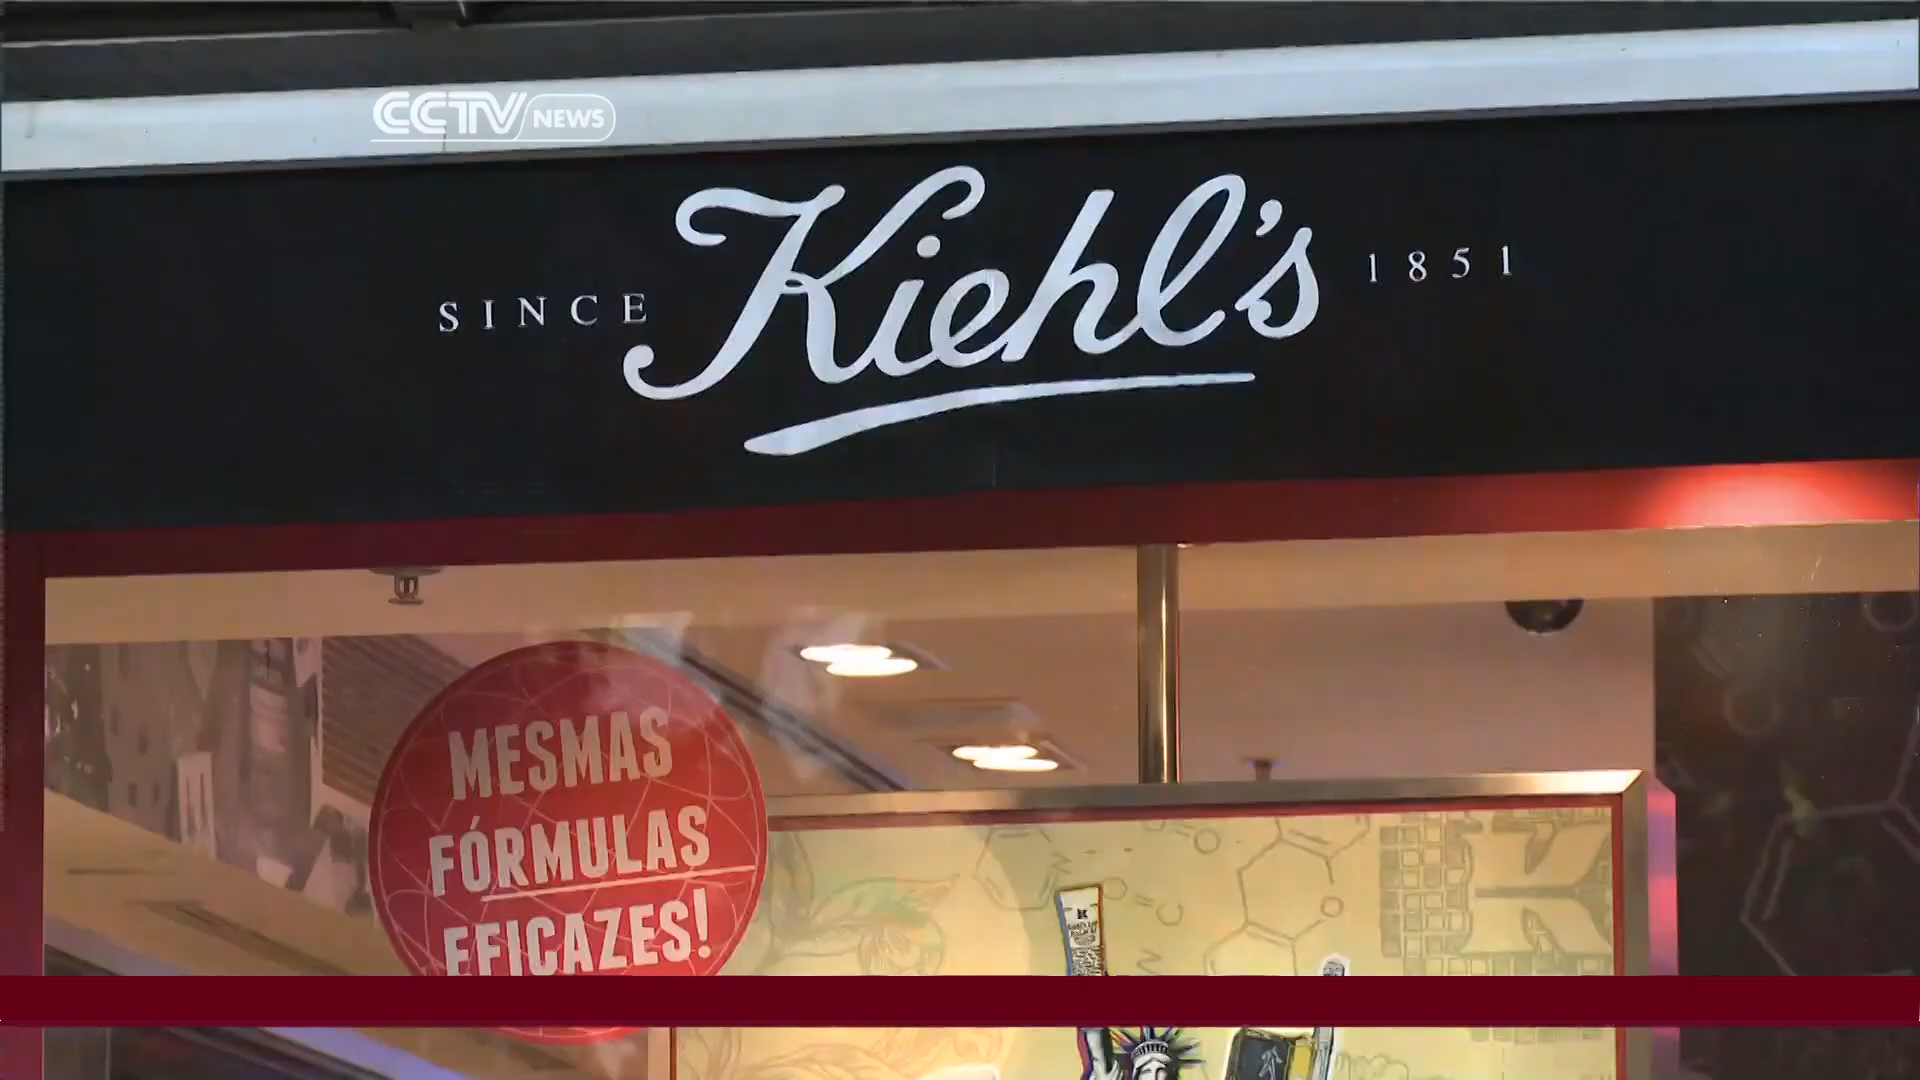 CCTV NEWS
SINCE Kiehl's 1851
MESMAS
FÓRMULAS
EFICAZES!